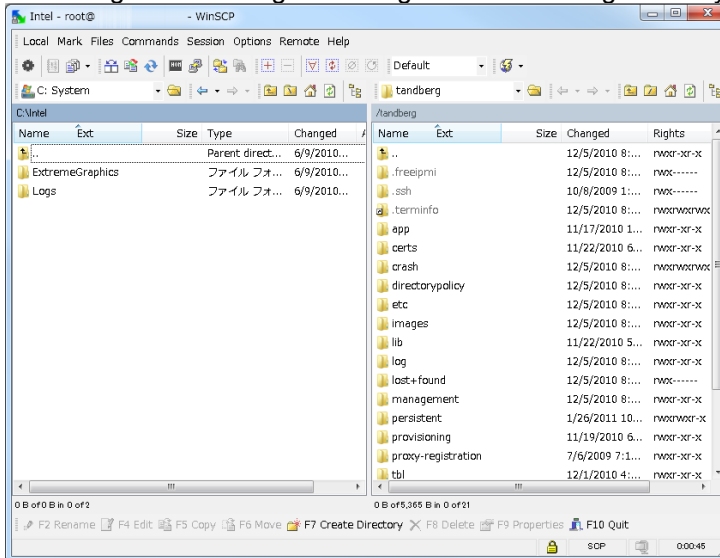 Intel - root@ - WinSCP
Local Mark Files Commands Session Options Remote Help
Default
C: System
tandberg
C:\Intel
/tandberg
Name Ext Size Type Changed
Name Ext Size Changed Rights
.. Parent direct... 6/9/2010...
ExtremeGraphics ファイル フォ... 6/9/2010...
Logs ファイル フォ... 6/9/2010...
.. 12/5/2010 8:... rwxr-xr-x
.freeipmi 12/5/2010 8:... rwx------
.ssh 10/8/2009 1:... rwx------
.terminfo 12/5/2010 8:... rwxrwxrwx
app 11/17/2010 1... rwxr-xr-x
certs 11/22/2010 6... rwxr-xr-x
crash 12/5/2010 8:... rwxrwxrwx
directorypolicy 12/5/2010 8:... rwxr-xr-x
etc 12/5/2010 8:... rwxr-xr-x
images 12/5/2010 8:... rwxr-xr-x
lib 11/22/2010 5... rwxr-xr-x
log 12/5/2010 8:... rwxr-xr-x
lost+found 12/5/2010 8:... rwx------
management 12/5/2010 8:... rwxr-xr-x
persistent 1/26/2011 10... rwxrwxr-x
provisioning 11/19/2010 6... rwxr-xr-x
proxy-registration 7/6/2009 7:1... rwxr-xr-x
tbl 12/1/2010 4:... rwxr-xr-x
0 B of 0 B in 0 of 2
0 B of 5,365 B in 0 of 21
F2 Rename F4 Edit F5 Copy F6 Move F7 Create Directory F8 Delete F9 Properties F10 Quit
SCP 0:00:45